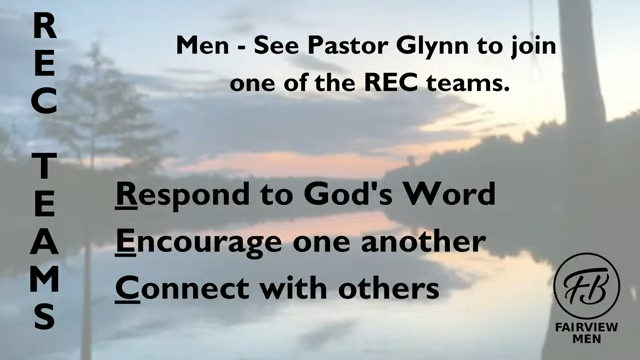 REC TEAMS
Men - See Pastor Glynn to join
one of the REC teams.
Respond to God's Word
Encourage one another
Connect with others
FB
FAIRVIEW
MEN